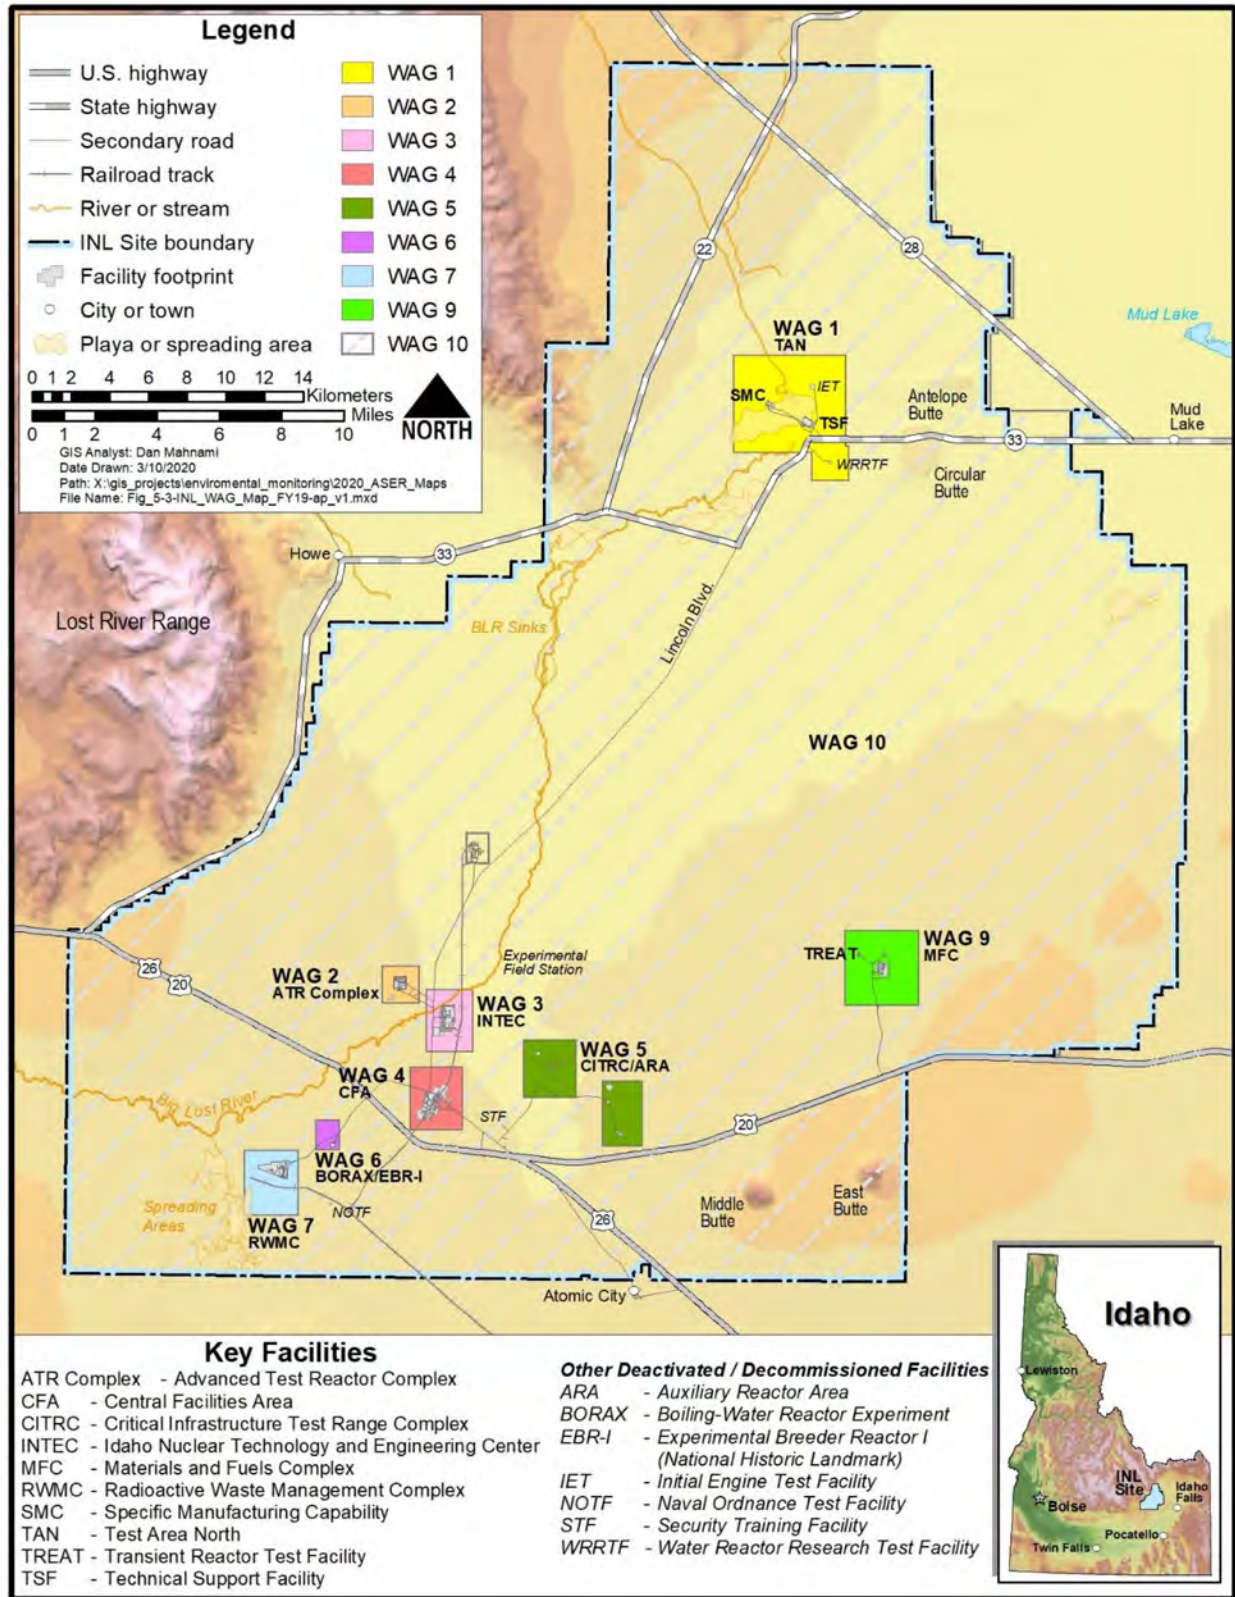 Legend
U.S. highway
State highway
Secondary road
Railroad track
River or stream
INL Site boundary
Facility footprint
City or town
Playa or spreading area
WAG 1
WAG 2
WAG 3
WAG 4
WAG 5
WAG 6
WAG 7
WAG 9
WAG 10
0 1 2 4 6 8 10 12 14
Kilometers
Miles
0 1 2 4 6 8 10
NORTH
GIS Analyst: Dan Mahnami
Date Drawn: 3/10/2020
Path: X:\gis_projects\enviromental_monitoring\2020_ASER_Maps
File Name: Fig_5-3-INL_WAG_Map_FY19-ap_v1.mxd
22
28
Mud Lake
WAG 1
TAN
IET
SMC
TSF
Antelope
Butte
Mud
Lake
33
WRRTF
Circular
Butte
Howe
33
Lost River Range
BLR Sinks
Lincoln Blvd.
WAG 10
Experimental
Field Station
26
20
WAG 2
ATR Complex
WAG 3
INTEC
TREAT
WAG 9
MFC
WAG 5
CITRC/ARA
WAG 4
CFA
Big Lost River
STF
20
WAG 6
BORAX/EBR-I
Spreading
Areas
NOTF
WAG 7
RWMC
Middle
Butte
East
Butte
26
Atomic City
Idaho
Lewiston
INL
Site
Idaho
Falls
Boise
Pocatello
Twin Falls
Key Facilities
ATR Complex - Advanced Test Reactor Complex
CFA - Central Facilities Area
CITRC - Critical Infrastructure Test Range Complex
INTEC - Idaho Nuclear Technology and Engineering Center
MFC - Materials and Fuels Complex
RWMC - Radioactive Waste Management Complex
SMC - Specific Manufacturing Capability
TAN - Test Area North
TREAT - Transient Reactor Test Facility
TSF - Technical Support Facility
Other Deactivated / Decommissioned Facilities
ARA - Auxiliary Reactor Area
BORAX - Boiling-Water Reactor Experiment
EBR-I - Experimental Breeder Reactor I
(National Historic Landmark)
IET - Initial Engine Test Facility
NOTF - Naval Ordnance Test Facility
STF - Security Training Facility
WRRTF - Water Reactor Research Test Facility